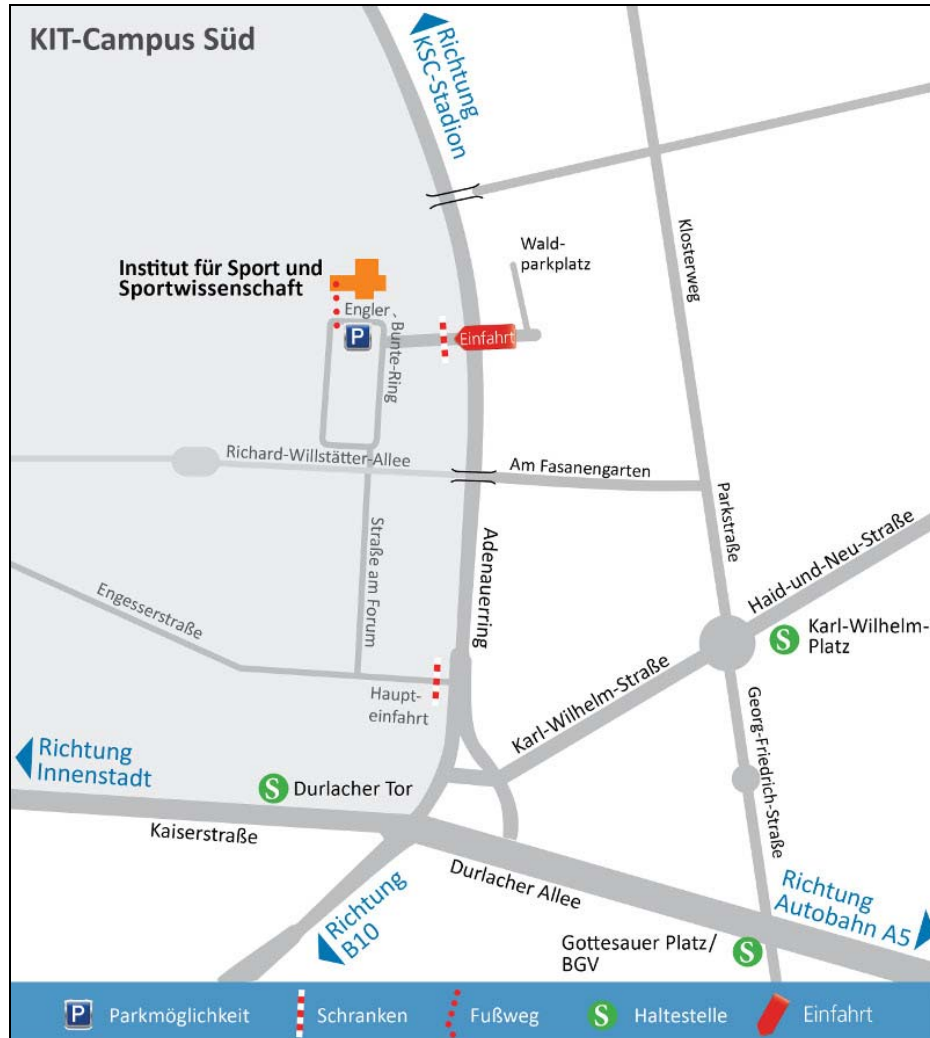 KIT-Campus Süd
Richtung
KSC-Stadion
Klosterweg
Wald-
parkplatz
Institut für Sport und
Sportwissenschaft
Engler-
Bunte-Ring
P
Einfahrt
Richard-Willstätter-Allee
Am Fasanengarten
Parkstraße
Straße am Forum
Adenauerring
Haid-und-Neu-Straße
Engesserstraße
S
Karl-Wilhelm-
Platz
Karl-Wilhelm-Straße
Haupt-
einfahrt
Georg-Friedrich-Straße
Richtung
Innenstadt
S
Durlacher Tor
Kaiserstraße
Durlacher Allee
Richtung
B10
Richtung
Autobahn A5
Gottesauer Platz/
BGV
S
P Parkmöglichkeit
Schranken
Fußweg
S Haltestelle
Einfahrt